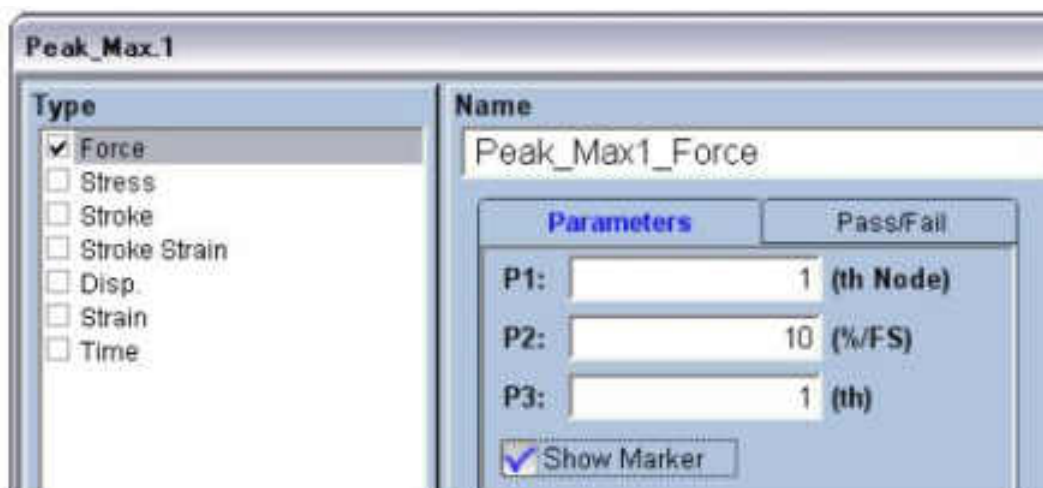 Peak_Max.1
Type
Force
Stress
Stroke
Stroke Strain
Disp.
Strain
Time
Name
Peak_Max1_Force
Parameters
Pass/Fail
P1: 1 (th Node)
P2: 10 (%/FS)
P3: 1 (th)
Show Marker